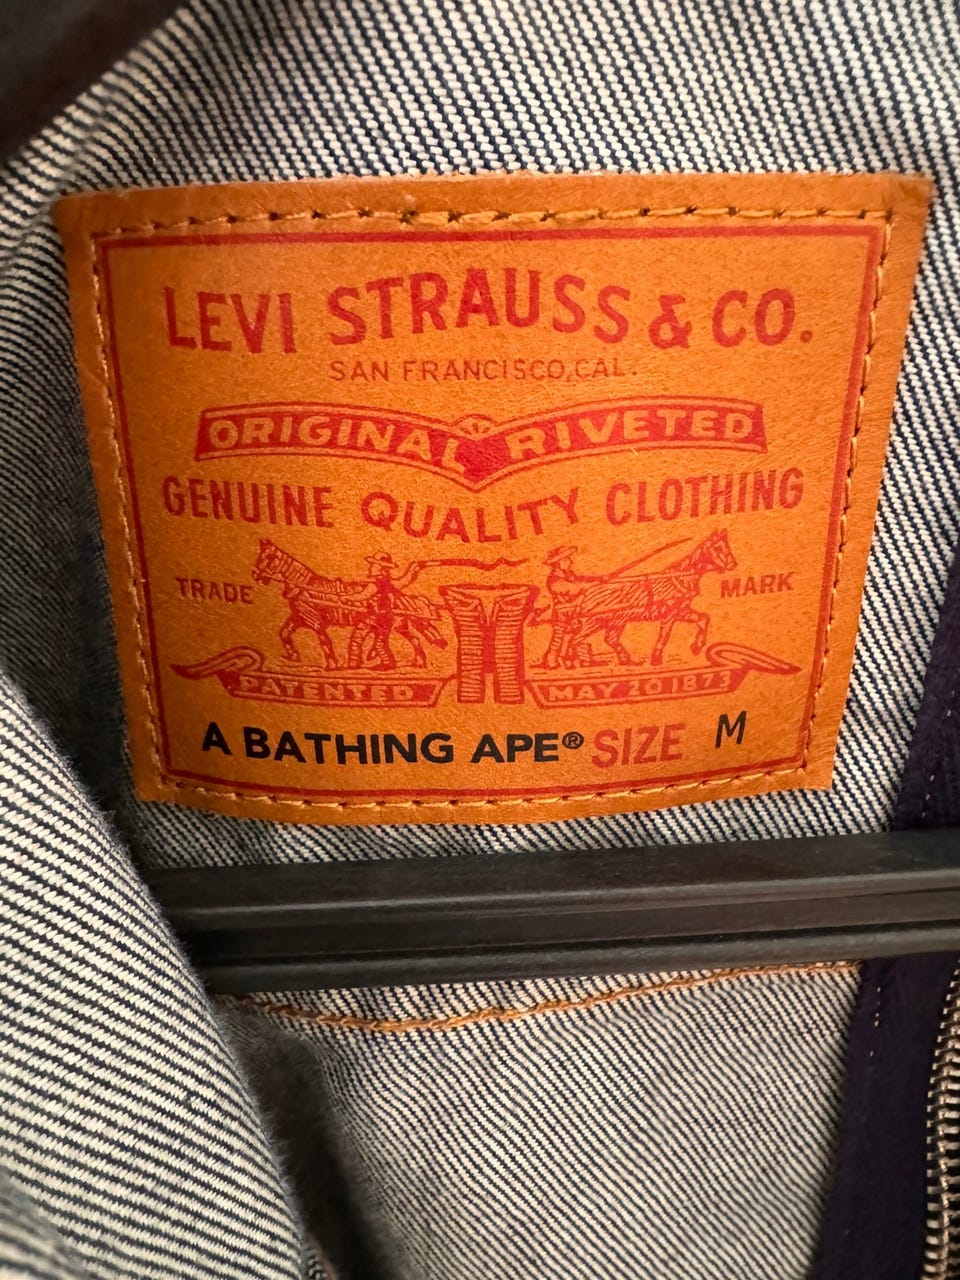 LEVI STRAUSS & CO.
SAN FRANCISCO, CAL.
ORIGINAL RIVETED
GENUINE QUALITY CLOTHING
TRADE MARK
PATENTED MAY 20 1873
A BATHING APE® SIZE M